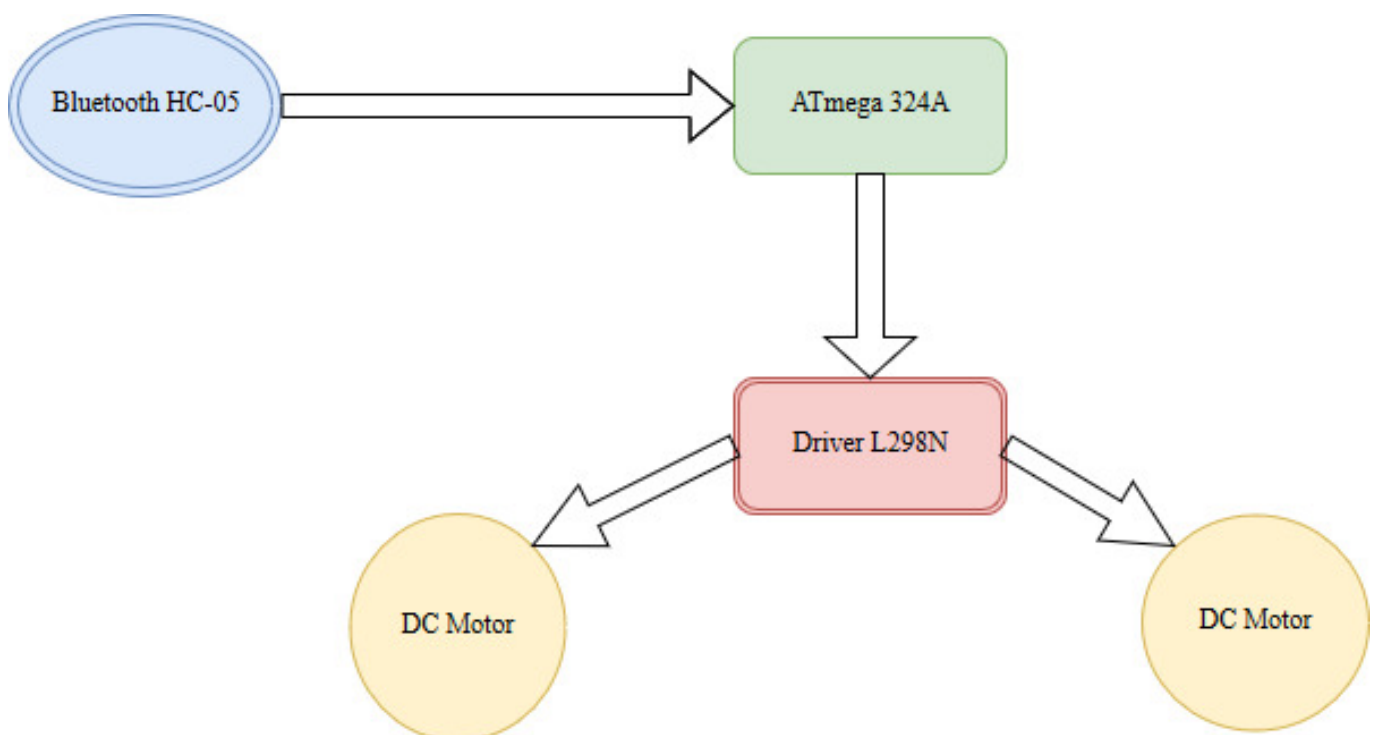 Bluetooth HC-05
ATmega 324A
Driver L298N
DC Motor
DC Motor